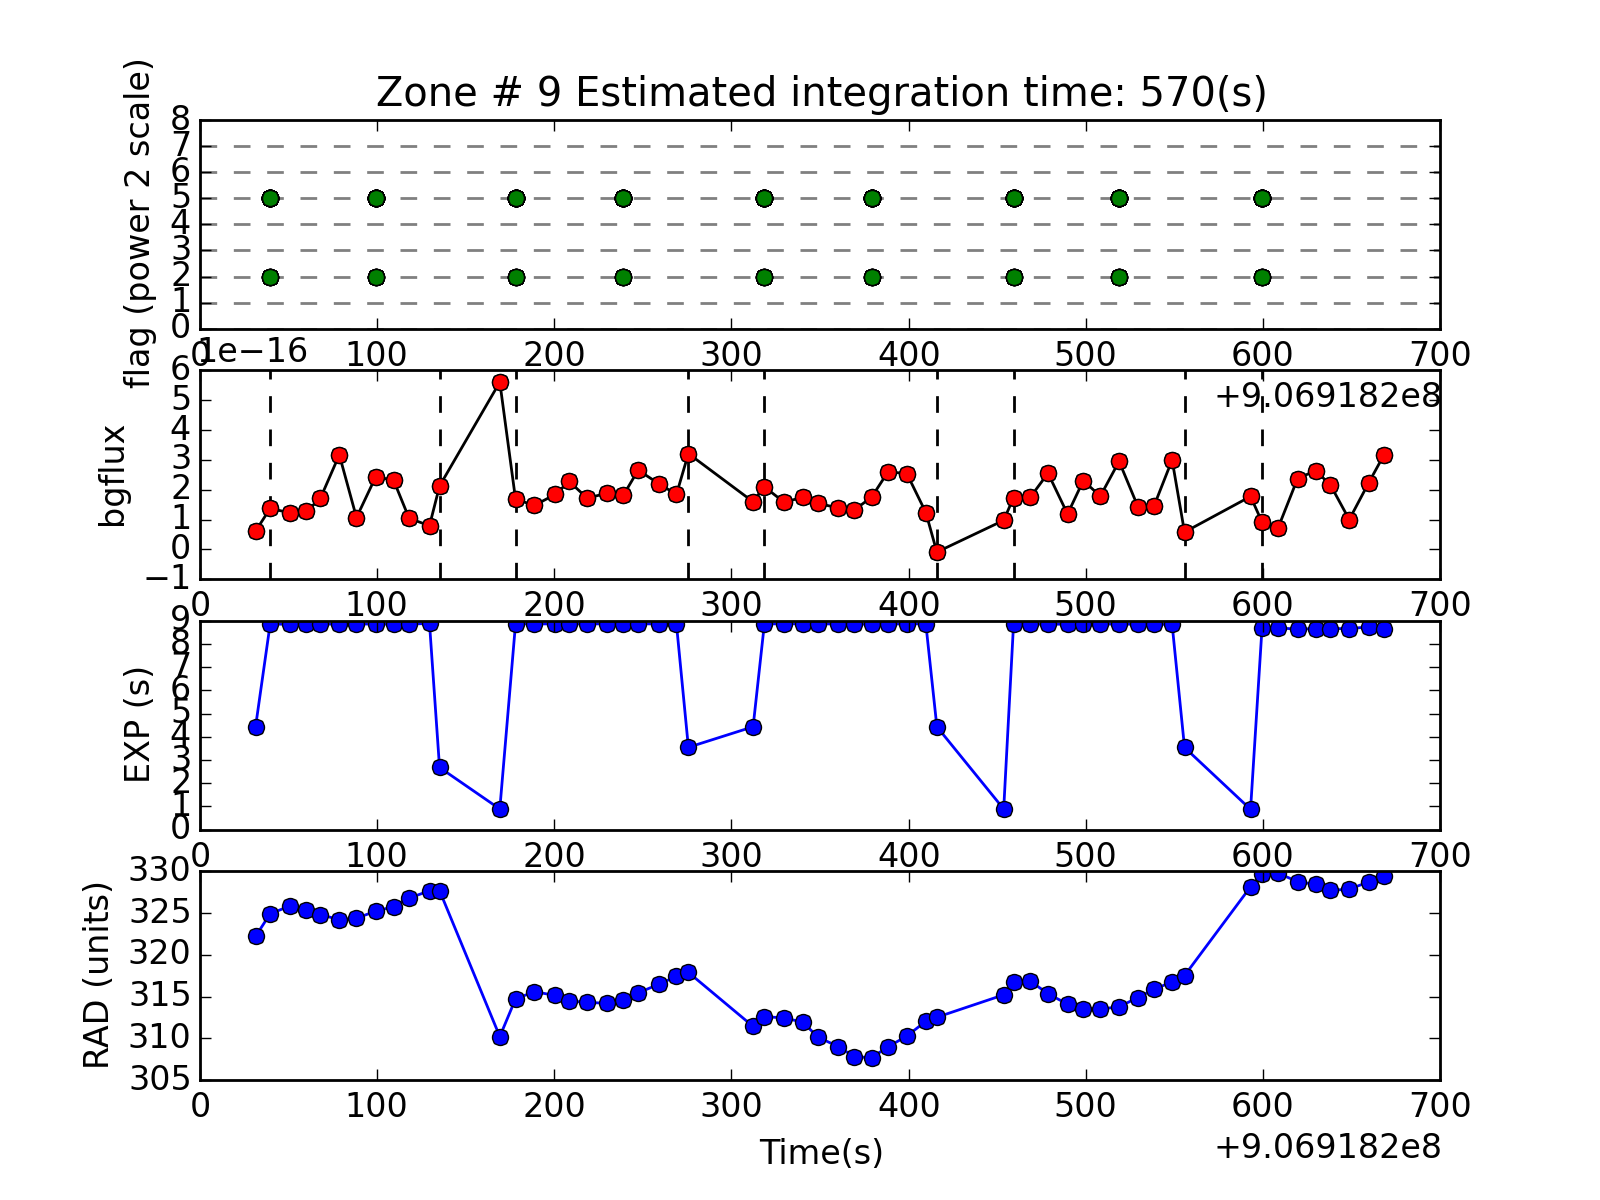 Zone # 9 Estimated integration time: 570(s)
flag (power 2 scale)
8
7
6
5
4
3
2
1
0
0 100 200 300 400 500 600 700
+9.069182e8
1e−16
bgflux
6
5
4
3
2
1
0
−1
0 100 200 300 400 500 600 700
EXP (s)
9
8
7
6
5
4
3
2
1
0
0 100 200 300 400 500 600 700
RAD (units)
330
325
320
315
310
305
0 100 200 300 400 500 600 700
Time(s)
+9.069182e8